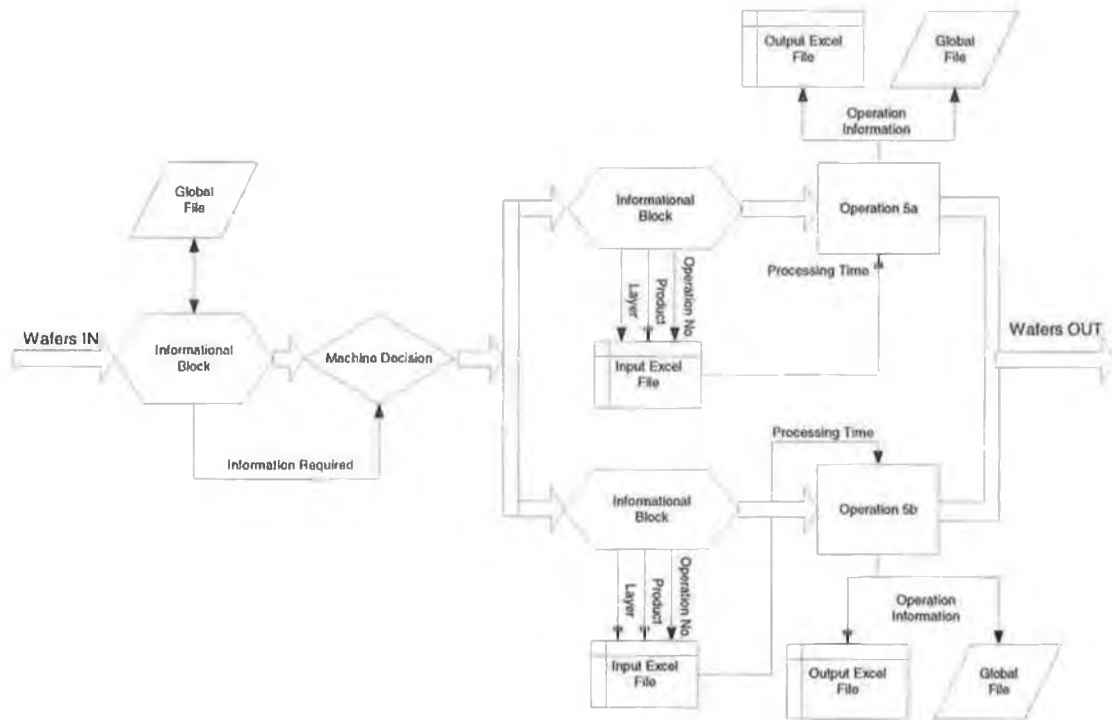 Output Excel
File
Global
File
Operation
Information
Global
File
Informational
Block
Operation 5a
Processing Time
Layer
Product
Operation No.
Wafers IN
Informational
Block
Machine Decision
Input Excel
File
Wafers OUT
Information Required
Processing Time
Informational
Block
Operation 5b
Layer
Product
Operation No.
Operation
Information
Input Excel
File
Output Excel
File
Global
File